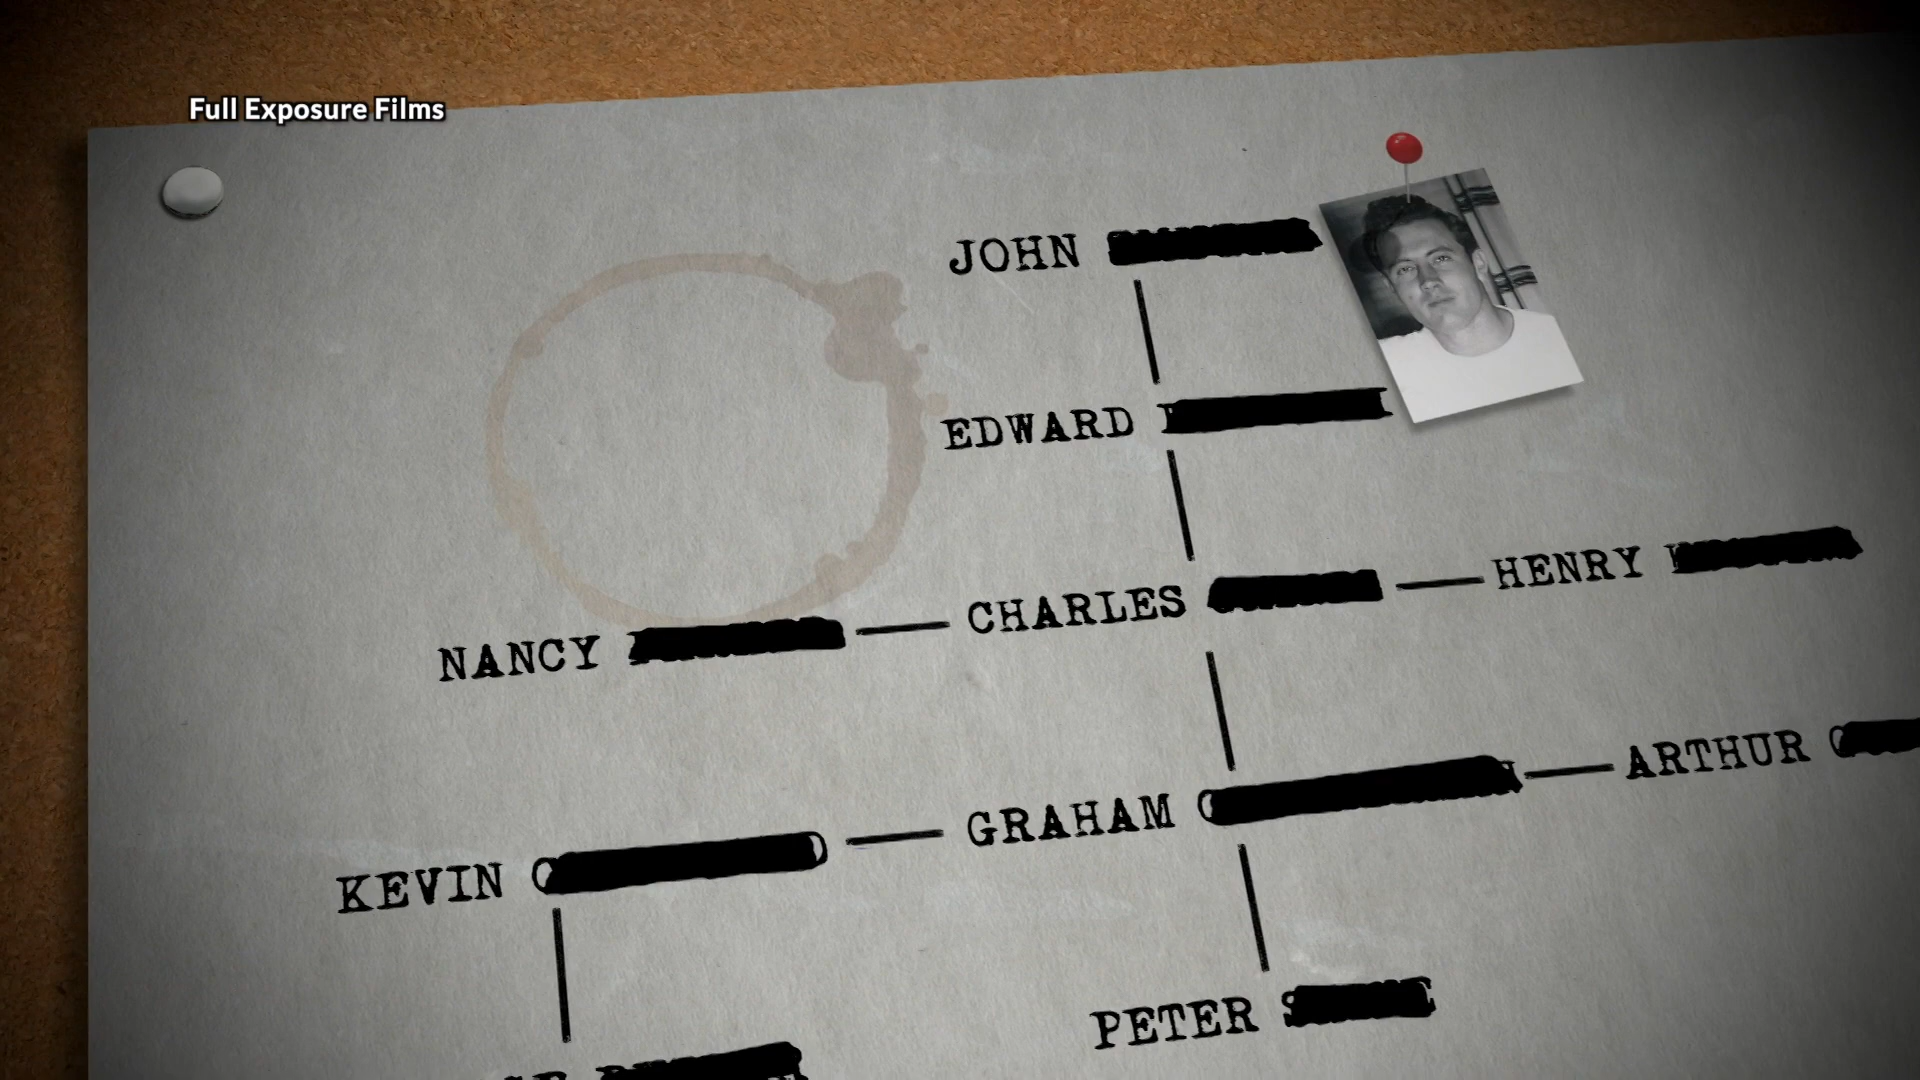 Full Exposure Films
JOHN
EDWARD
NANCY CHARLES HENRY
KEVIN GRAHAM ARTHUR
PETER